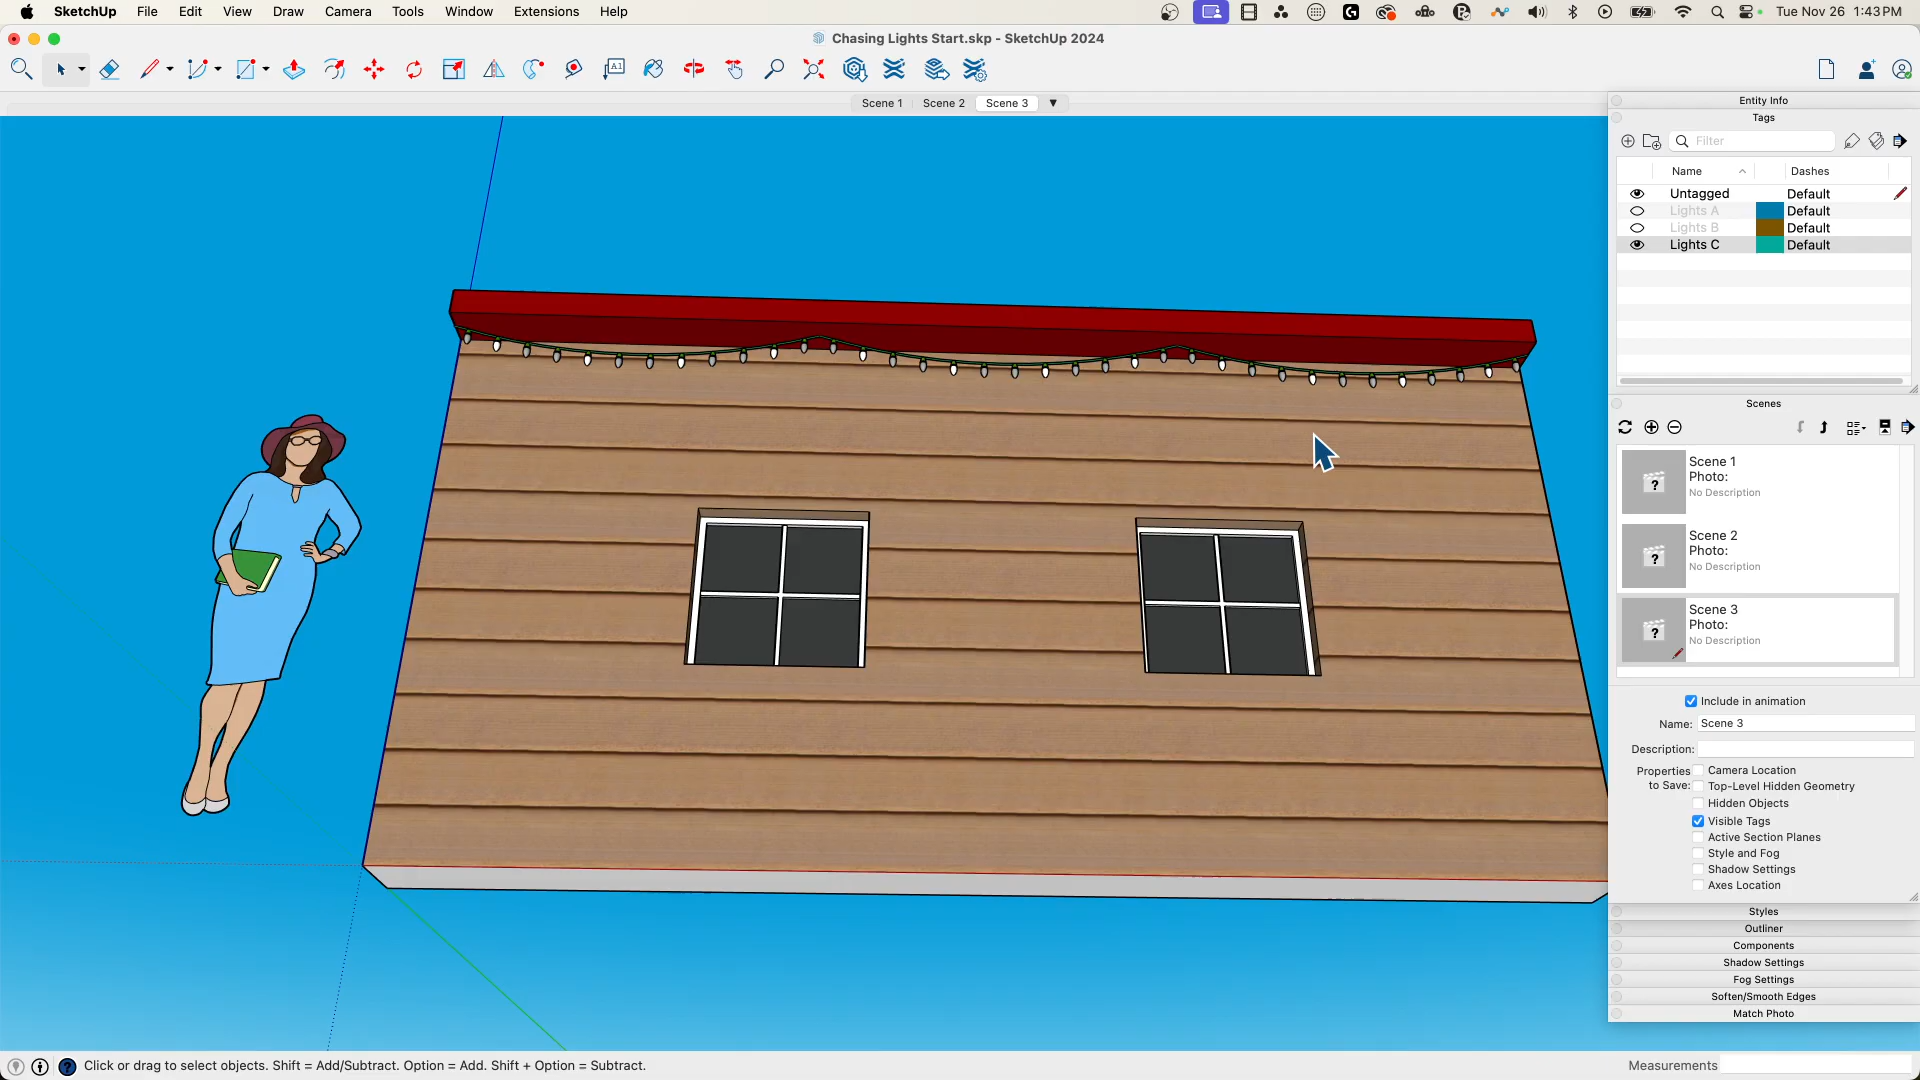 SketchUp File Edit View Draw Camera Tools Window Extensions Help Tue Nov 26 1:43 PM
Chasing Lights Start.skp - SketchUp 2024
A1
Scene 1 Scene 2 Scene 3
Entity Info
Tags
Filter
Name Dashes
Untagged Default
Lights A Default
Lights B Default
Lights C Default
Scenes
Scene 1
Photo:
No Description
Scene 2
Photo:
No Description
Scene 3
Photo:
No Description
Include in animation
Name: Scene 3
Description:
Properties to Save:
Camera Location
Top-Level Hidden Geometry
Hidden Objects
Visible Tags
Active Section Planes
Style and Fog
Shadow Settings
Axes Location
Styles
Outliner
Components
Shadow Settings
Fog Settings
Soften/Smooth Edges
Match Photo
Click or drag to select objects. Shift = Add/Subtract. Option = Add. Shift + Option = Subtract.
Measurements